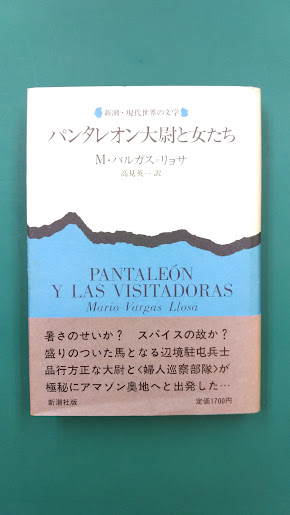 新潮・現代世界の文学
パンタレオン大尉と女たち
M・バルガス=リョサ
高見英一 訳
PANTALEÓN
Y LAS VISITADORAS
Mario Vargas Llosa
暑さのせいか? スパイスの故か?
盛りのついた馬となる辺境駐屯兵士
品行方正な大尉と〈婦人巡察部隊〉が
極秘にアマゾン奥地へと出発した…
新潮社版 定価1700円